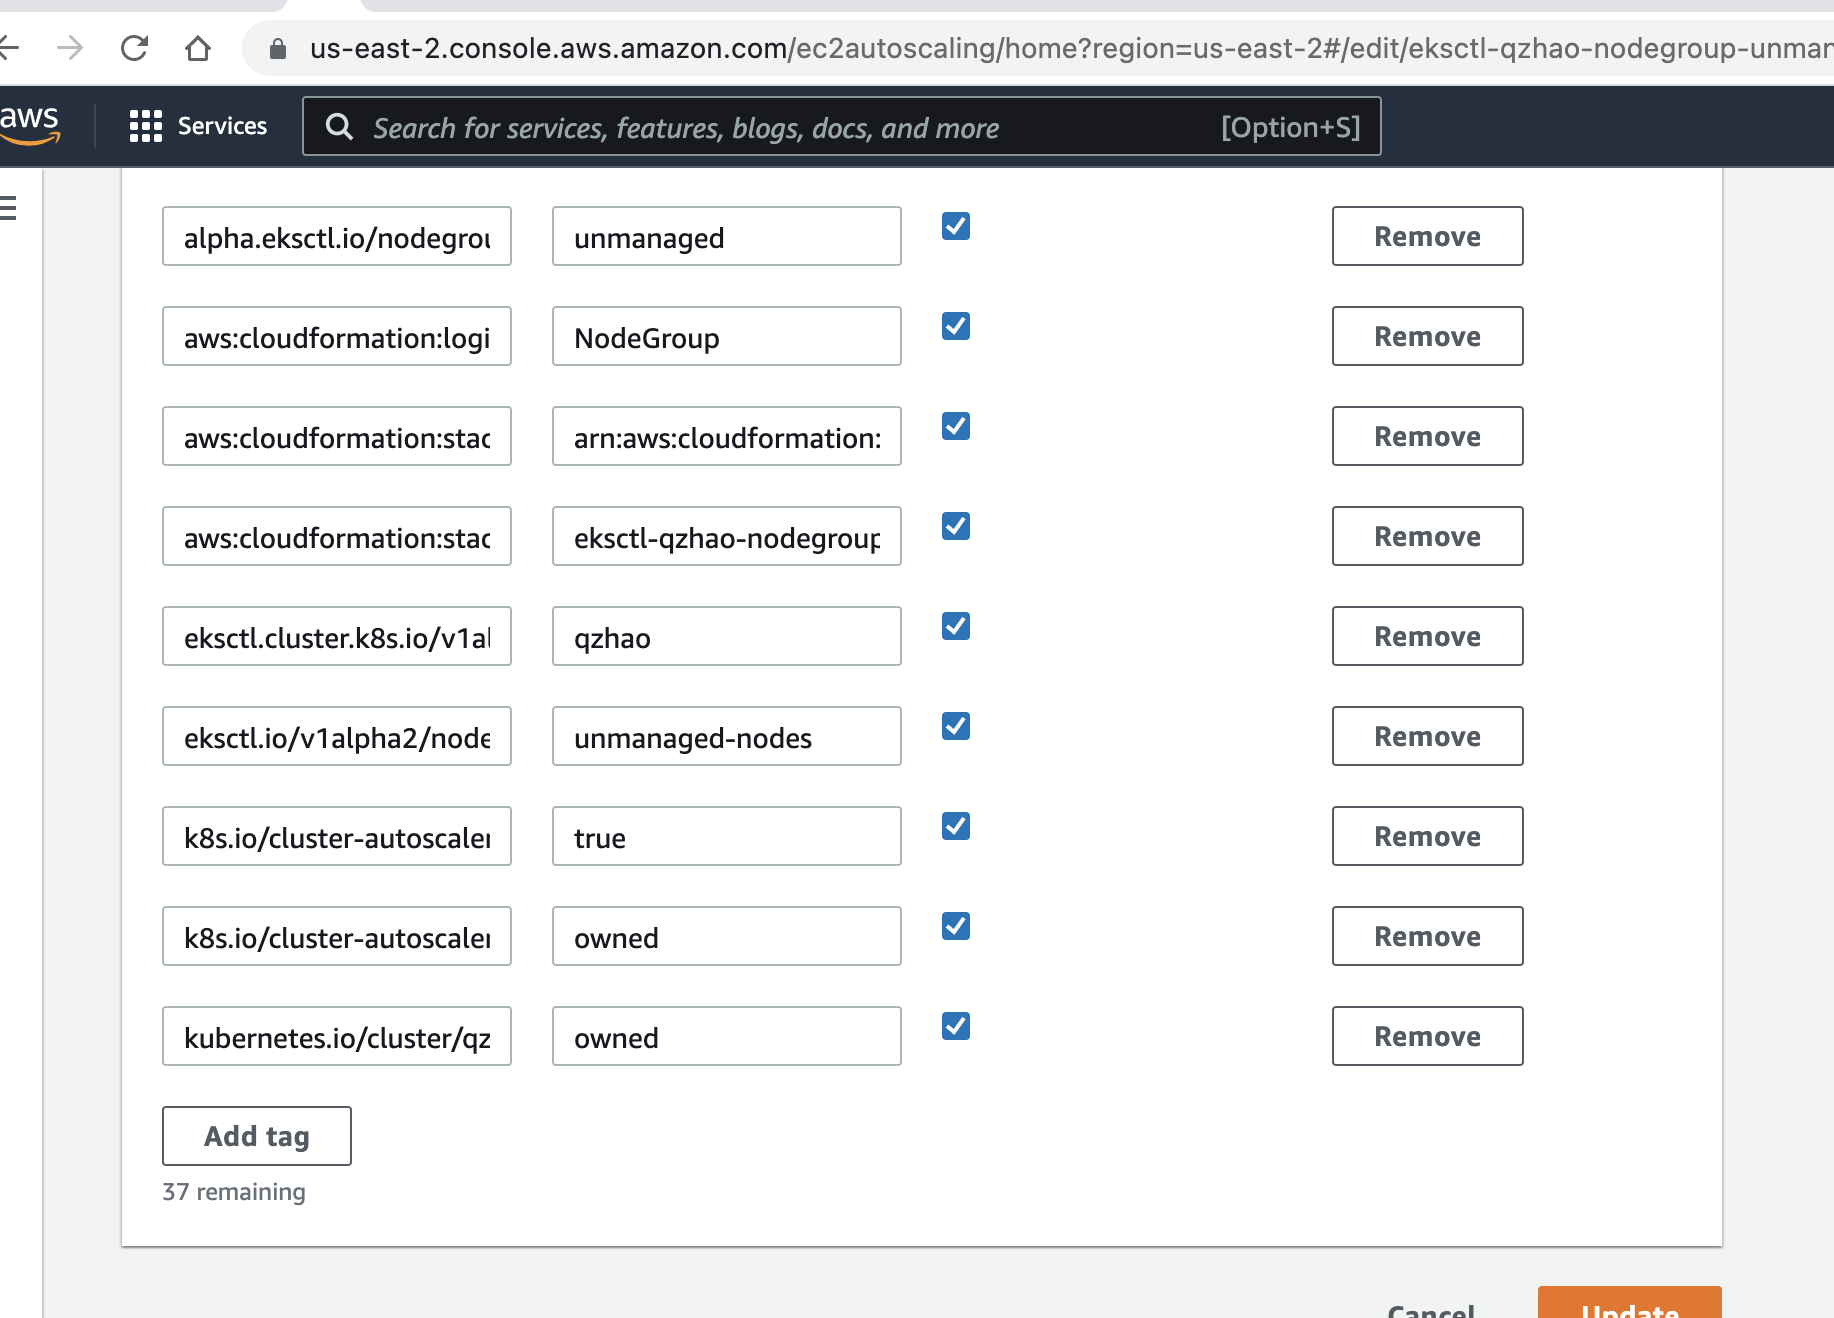 us-east-2.console.aws.amazon.com/ec2autoscaling/home?region=us-east-2#/edit/eksctl-qzhao-nodegroup-unmar
aws Services Search for services, features, blogs, docs, and more [Option+S]
alpha.eksctl.io/nodegrou unmanaged Remove
aws:cloudformation:logi NodeGroup Remove
aws:cloudformation:stac arn:aws:cloudformation: Remove
aws:cloudformation:stac eksctl-qzhao-nodegroup Remove
eksctl.cluster.k8s.io/v1al qzhao Remove
eksctl.io/v1alpha2/node unmanaged-nodes Remove
k8s.io/cluster-autoscaler true Remove
k8s.io/cluster-autoscaler owned Remove
kubernetes.io/cluster/qz owned Remove
Add tag
37 remaining
Cancel Update